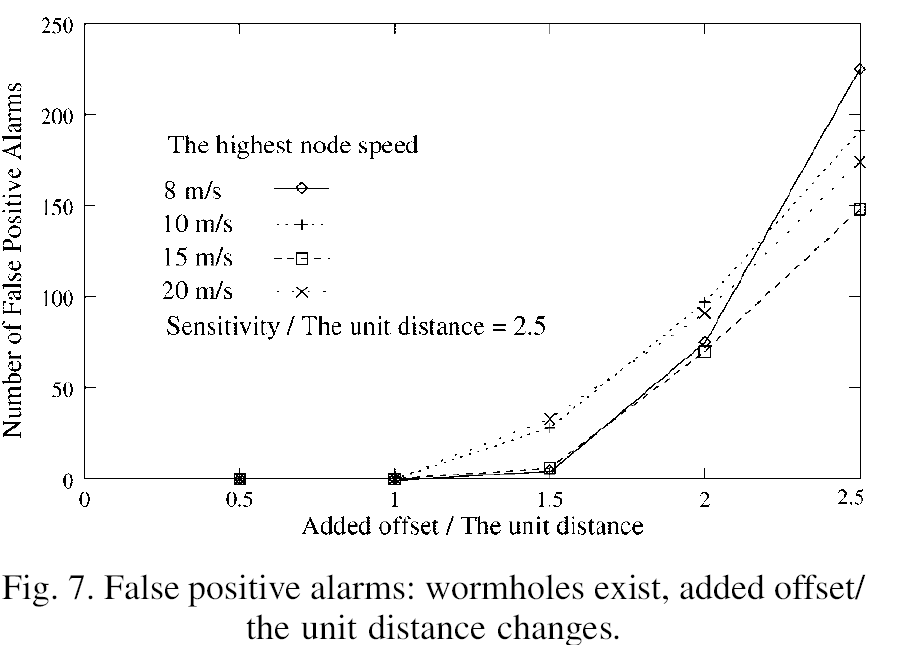 250
200
150
100
50
0
Number of False Positive Alarms
The highest node speed
8 m/s
10 m/s
15 m/s
20 m/s
Sensitivity / The unit distance = 2.5
0 0.5 1 1.5 2 2.5
Added offset / The unit distance
Fig. 7. False positive alarms: wormholes exist, added offset/
the unit distance changes.